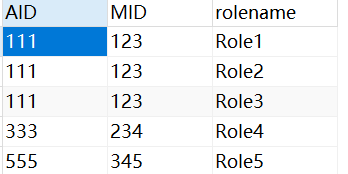 AID MID rolename
111 123 Role1
111 123 Role2
111 123 Role3
333 234 Role4
555 345 Role5